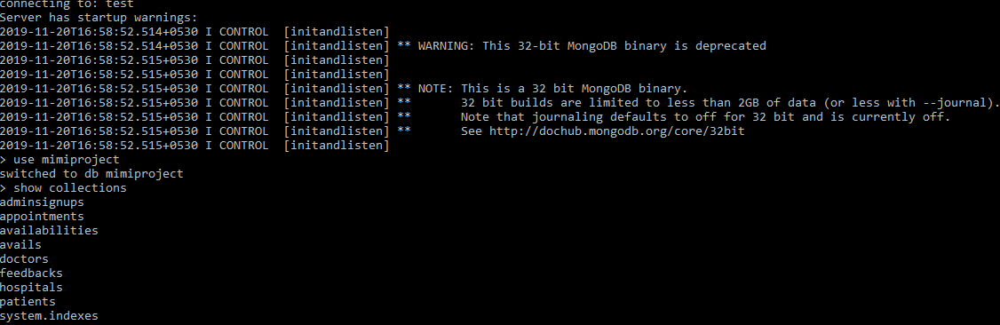 connecting to: test
Server has startup warnings:
2019-11-20T16:58:52.514+0530 I CONTROL  [initandlisten]
2019-11-20T16:58:52.514+0530 I CONTROL  [initandlisten] ** WARNING: This 32-bit MongoDB binary is deprecated
2019-11-20T16:58:52.515+0530 I CONTROL  [initandlisten]
2019-11-20T16:58:52.515+0530 I CONTROL  [initandlisten]
2019-11-20T16:58:52.515+0530 I CONTROL  [initandlisten] ** NOTE: This is a 32 bit MongoDB binary.
2019-11-20T16:58:52.515+0530 I CONTROL  [initandlisten] **       32 bit builds are limited to less than 2GB of data (or less with --journal).
2019-11-20T16:58:52.515+0530 I CONTROL  [initandlisten] **       Note that journaling defaults to off for 32 bit and is currently off.
2019-11-20T16:58:52.515+0530 I CONTROL  [initandlisten] **       See http://dochub.mongodb.org/core/32bit
2019-11-20T16:58:52.515+0530 I CONTROL  [initandlisten]
> use mimiproject
switched to db mimiproject
> show collections
adminsignups
appointments
availabilities
avails
doctors
feedbacks
hospitals
patients
system.indexes